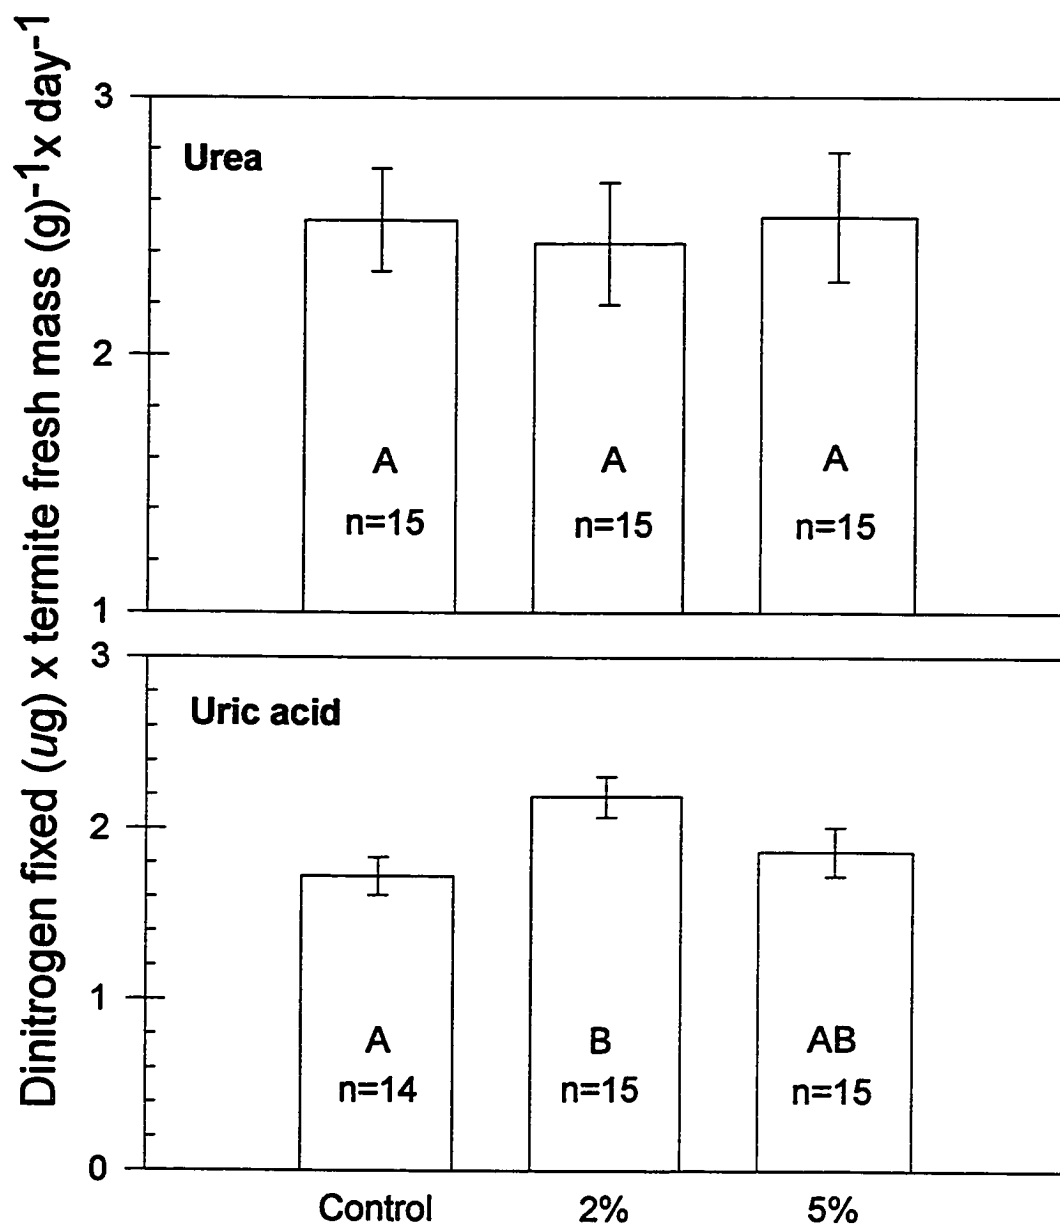 Dinitrogen fixed (ug) x termite fresh mass (g)-1 x day-1
3
Urea
2
A A A
n=15 n=15 n=15
1
3
Uric acid
2
1
A B AB
n=14 n=15 n=15
0
Control 2% 5%